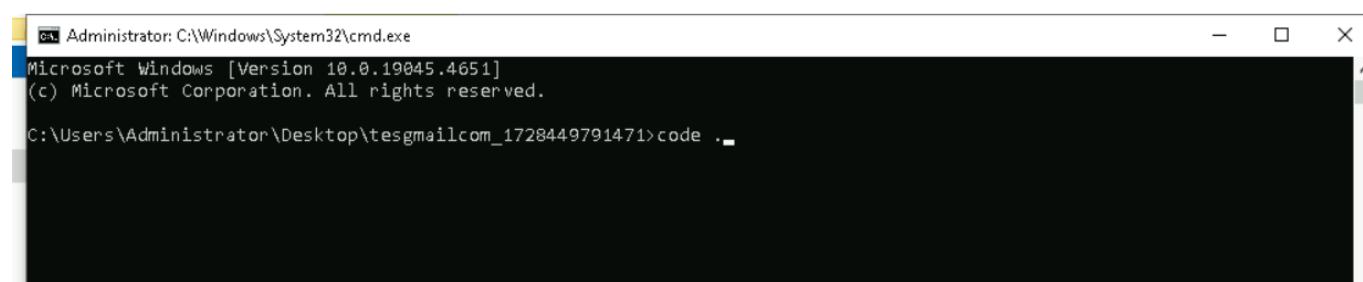 Administrator: C:\Windows\System32\cmd.exe
Microsoft Windows [Version 10.0.19045.4651]
(c) Microsoft Corporation. All rights reserved.
C:\Users\Administrator\Desktop\tesgmailcom_1728449791471>code .